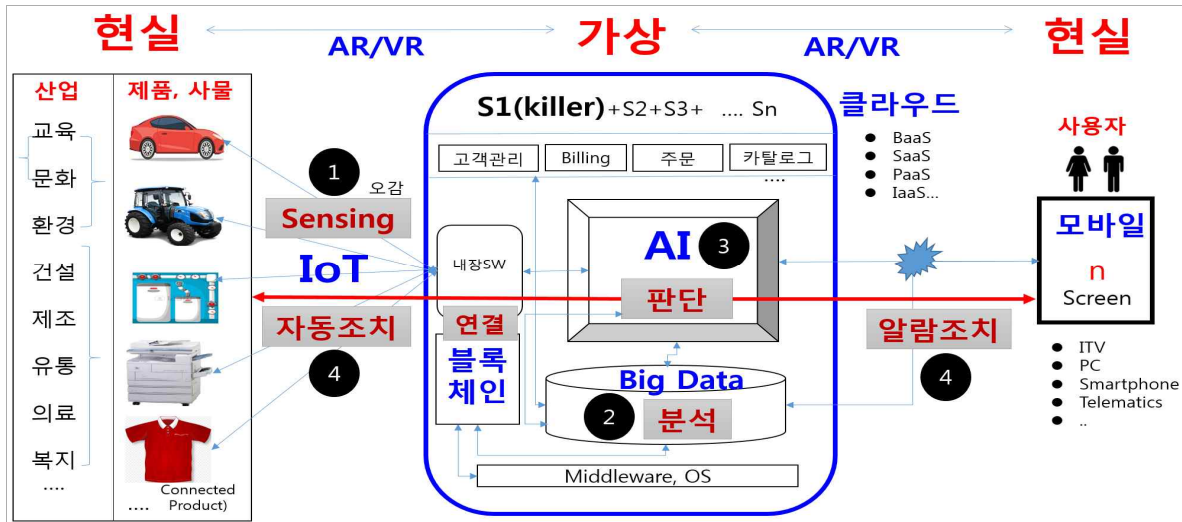 현실
AR/VR
가상
AR/VR
현실
산업
교육
문화
환경
건설
제조
유통
의료
복지
....
제품, 사물
.... Connected
Product)
1
오감
Sensing
IoT
자동조치
4
S1(killer)+S2+S3+ .... Sn
고객관리
Billing
주문
카탈로그
....
내장SW
연결
블록
체인
AI
3
판단
Big Data
2
분석
Middleware, OS
클라우드
● BaaS
● SaaS
● PaaS
● IaaS...
알람조치
4
사용자
모바일
n
Screen
● ITV
● PC
● Smartphone
● Telematics
● ..